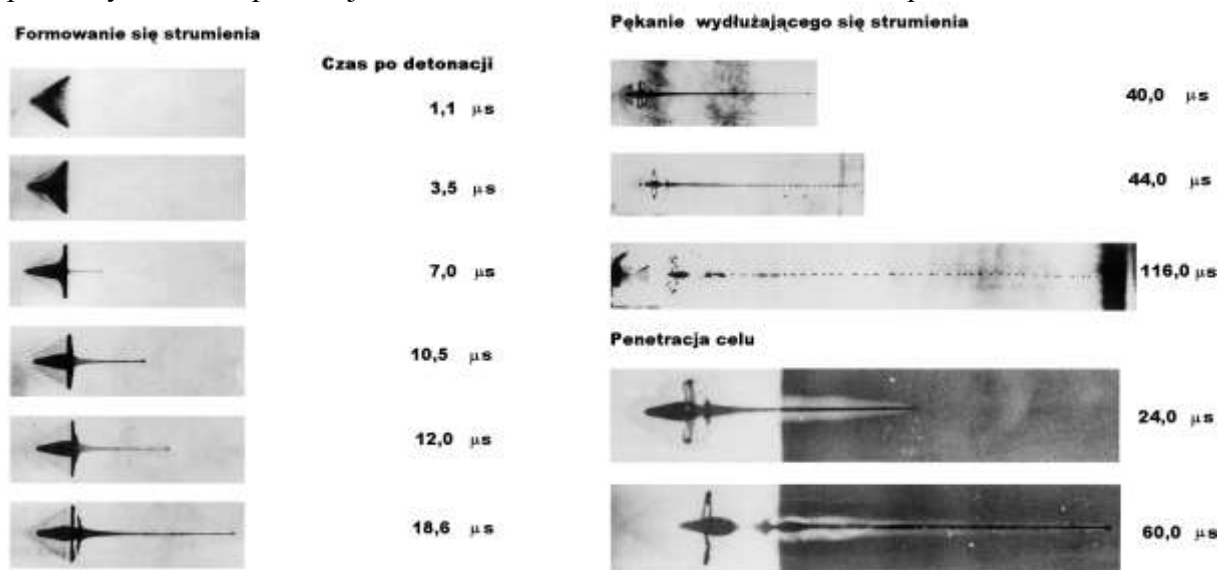 Formowanie się strumienia
Czas po detonacji
1,1 μs
3,5 μs
7,0 μs
10,5 μs
12,0 μs
18,6 μs
Pękanie wydłużającego się strumienia
40,0 μs
44,0 μs
116,0 μs
Penetracja celu
24,0 μs
60,0 μs